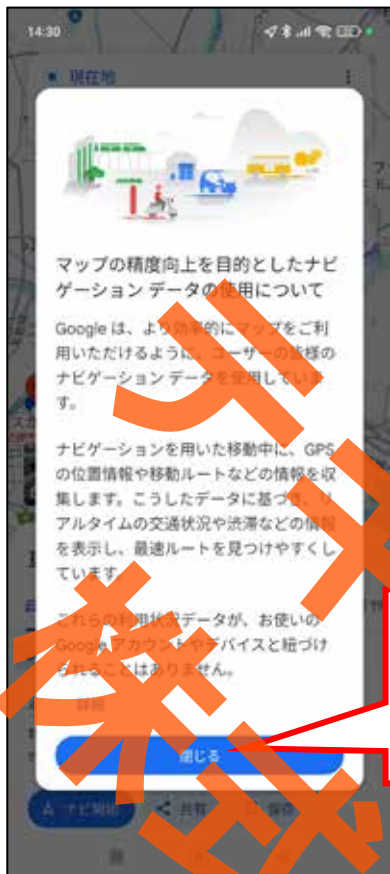 14:30
現在地
マップの精度向上を目的としたナビ
ゲーション データの使用について
Google は、より効率的にマップをご利
用いただけるように、ユーザーの皆様の
ナビゲーション データを使用していま
す。
ナビゲーションを用いた移動中に、GPS
の位置情報や移動ルートなどの情報を収
集します。こうしたデータに基づき、リ
アルタイムの交通状況や渋滞などの情報
を表示し、最速ルートを見つけやすくし
ています。
これらの利用状況データが、お使いの
Google アカウントやデバイスと紐づけ
られることはありません。
詳細
閉じる
ナビ開始
共有
保存